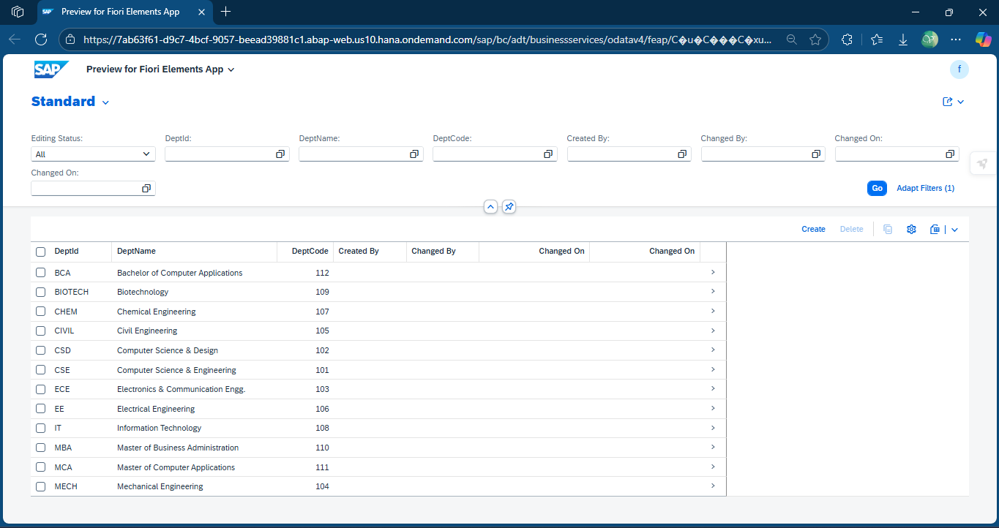 Preview for Fiori Elements App
https://7ab63f61-d9c7-4bcf-9057-beead39881c1.abap-web.us10.hana.ondemand.com/sap/bc/adt/businessservices/odatav4/feap/C�u�C���C�xu...
SAP Preview for Fiori Elements App f
Standard
Editing Status: DeptId: DeptName: DeptCode: Created By: Changed By: Changed On:
All
Changed On:
Go Adapt Filters (1)
Create Delete
DeptId DeptName DeptCode Created By Changed By Changed On Changed On
BCA Bachelor of Computer Applications 112
BIOTECH Biotechnology 109
CHEM Chemical Engineering 107
CIVIL Civil Engineering 105
CSD Computer Science & Design 102
CSE Computer Science & Engineering 101
ECE Electronics & Communication Engg. 103
EE Electrical Engineering 106
IT Information Technology 108
MBA Master of Business Administration 110
MCA Master of Computer Applications 111
MECH Mechanical Engineering 104